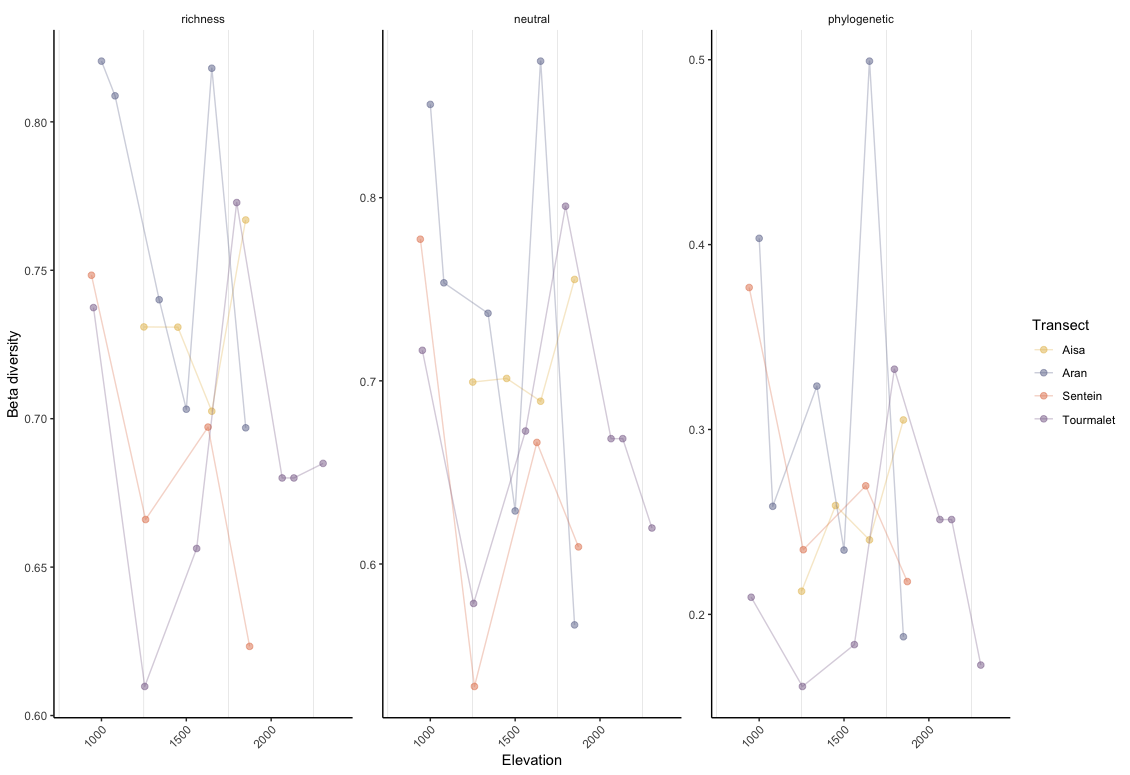 richness
neutral
phylogenetic
Beta diversity
0.80
0.75
0.70
0.65
0.60
0.8
0.7
0.6
0.5
0.4
0.3
0.2
1000
1500
2000
1000
1500
2000
1000
1500
2000
Elevation
Transect
Aisa
Aran
Sentein
Tourmalet